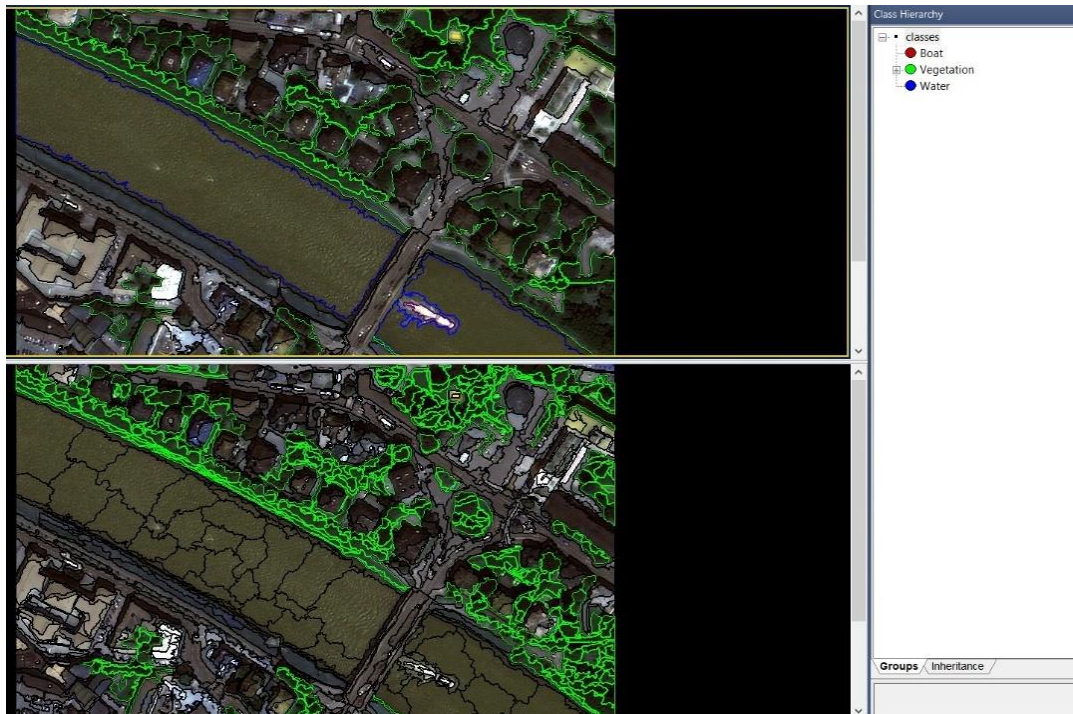 Class Hierarchy
classes
Boat
Vegetation
Water
Groups
Inheritance